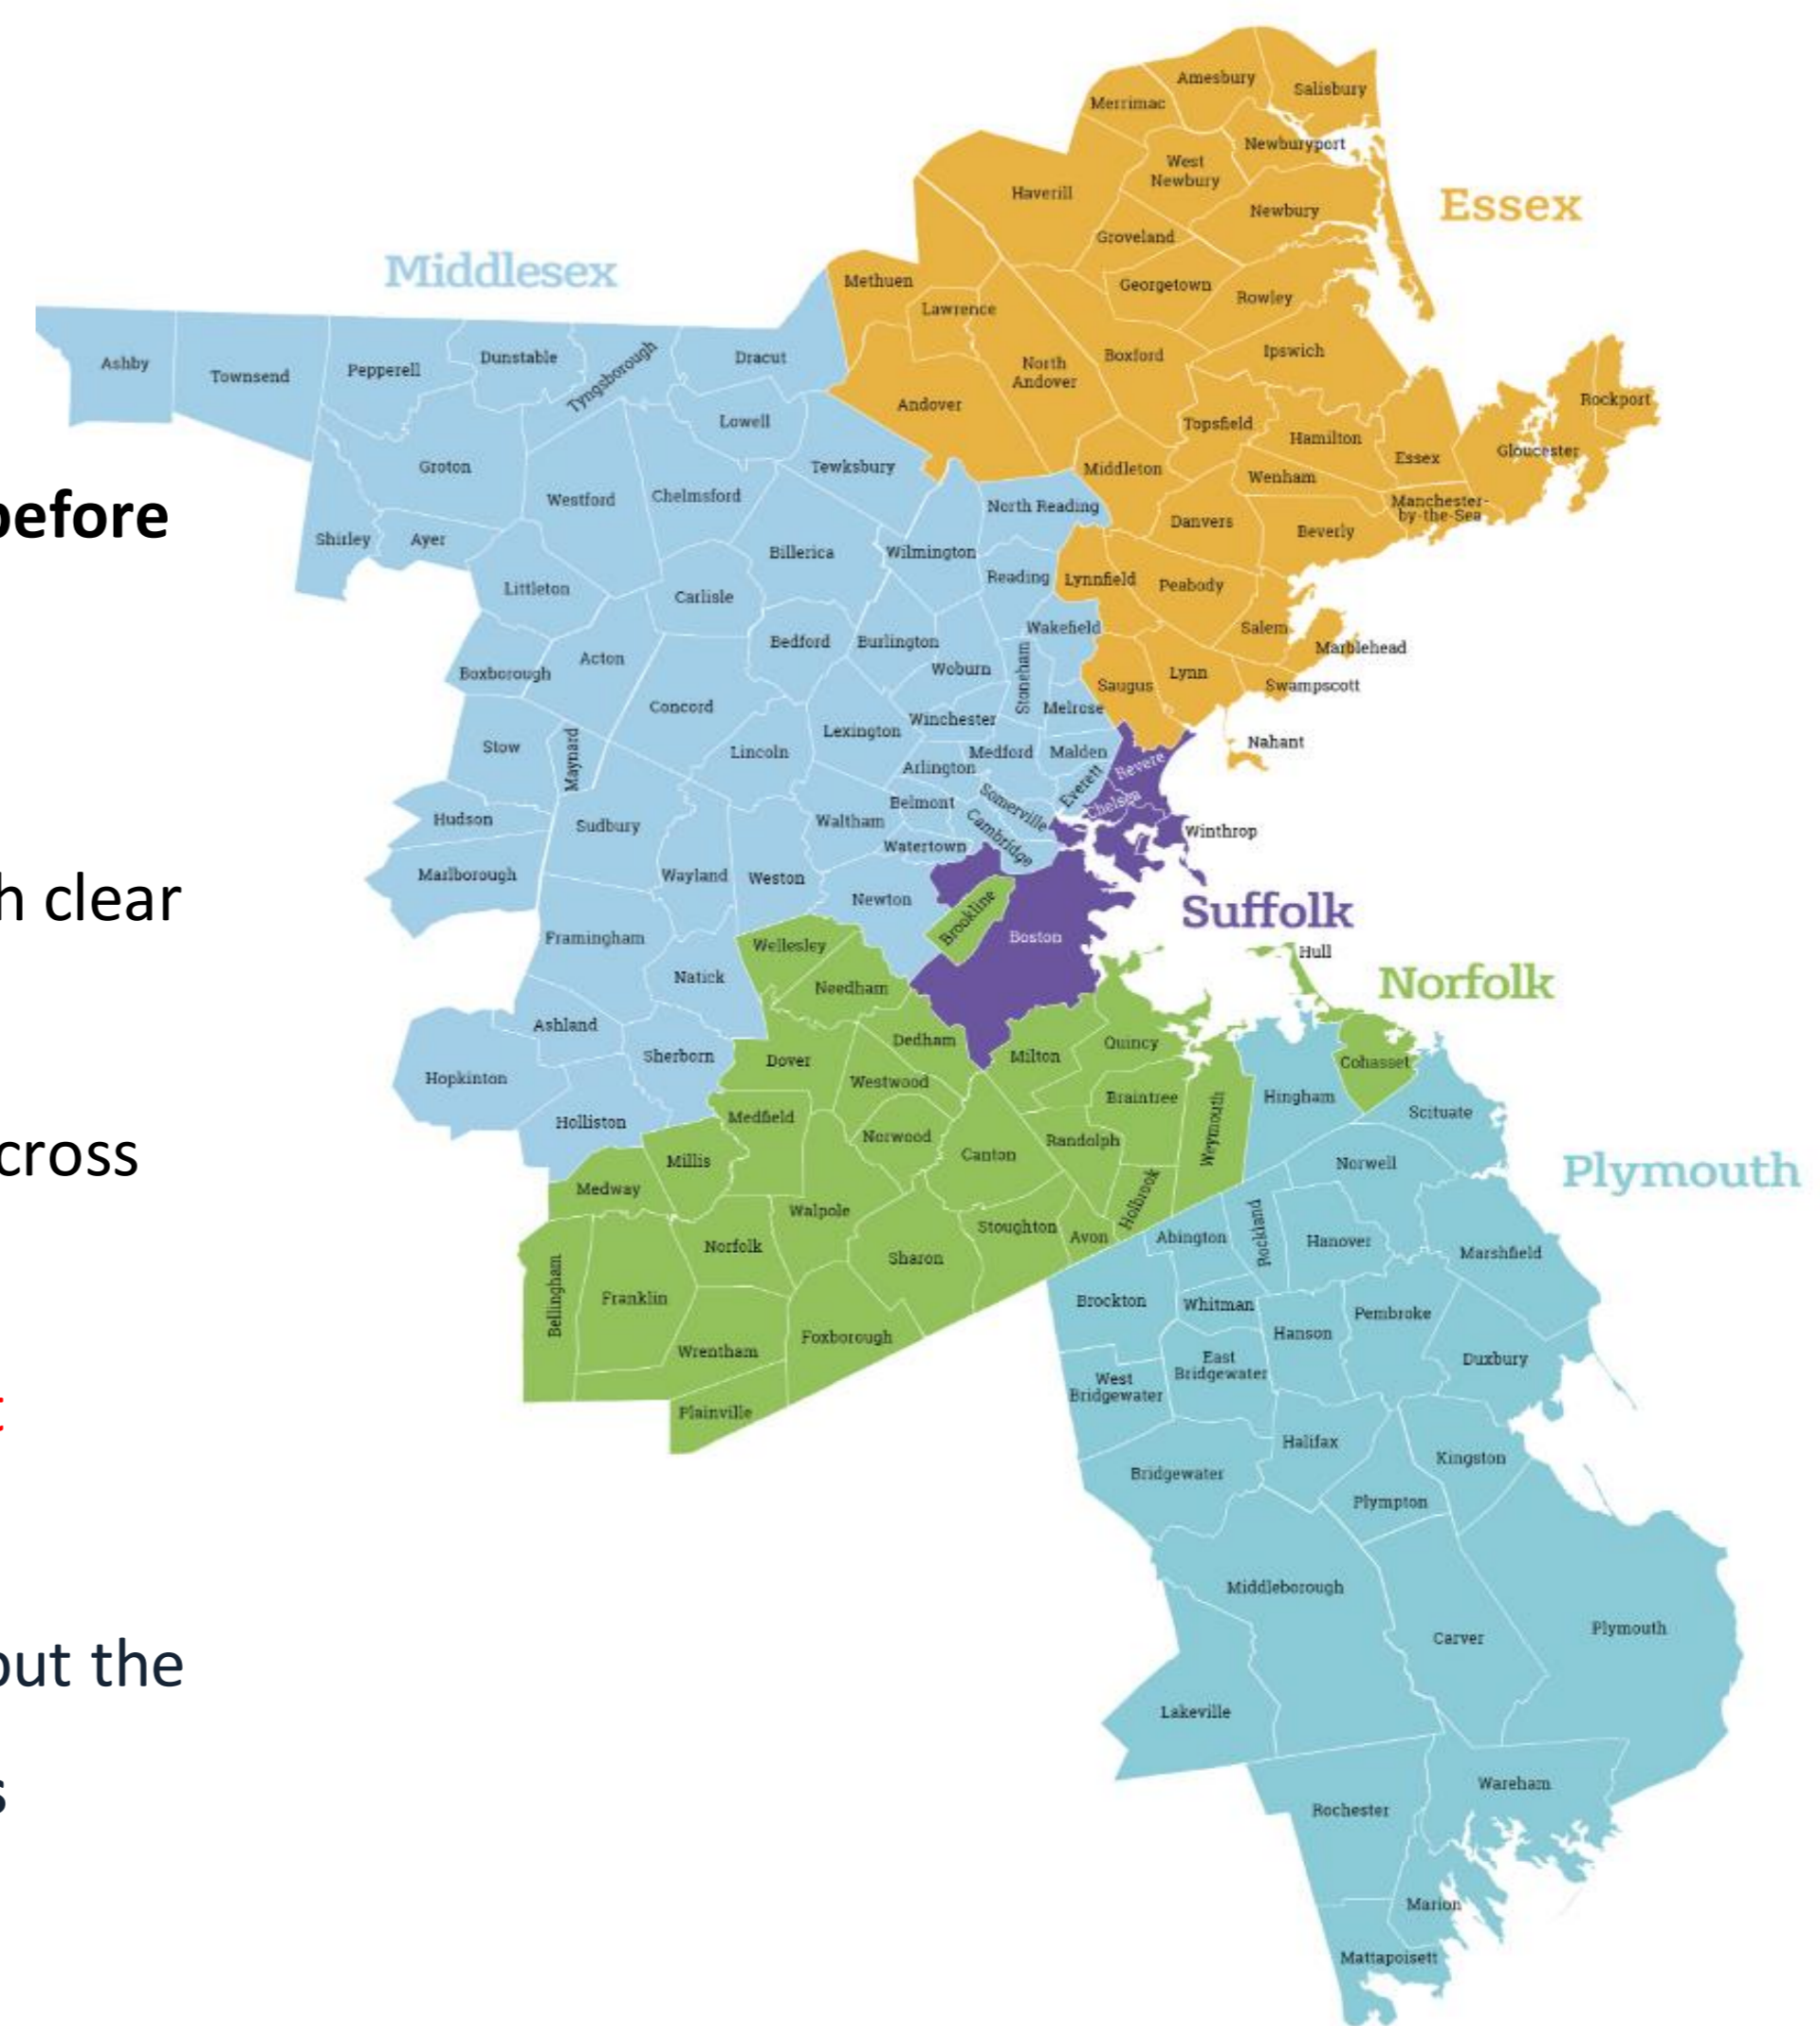 before
h clear
cross
t
out the
s
Essex
Amesbury
Salisbury
Merrimac
Newburyport
West
Newbury
Haverill
Newbury
Groveland
Methuen
Georgetown
Lawrence
Rowley
Ipswich
Boxford
North
Andover
Andover
Rockport
Topsfield
Hamilton
Gloucester
Essex
Middleton
Wenham
Manchester-
by-the-Sea
Danvers
Beverly
Lynnfield
Peabody
Salem
Marblehead
Lynn
Saugus
Swampscott
Nahant
Middlesex
Ashby
Townsend
Pepperell
Dunstable
Tyngsborough
Dracut
Lowell
Groton
Tewksbury
Westford
Chelmsford
North Reading
Shirley
Ayer
Billerica
Wilmington
Reading
Littleton
Carlisle
Wakefield
Bedford
Burlington
Acton
Boxborough
Woburn
Stoneham
Concord
Melrose
Winchester
Lexington
Stow
Maynard
Lincoln
Medford
Malden
Arlington
Everett
Belmont
Somerville
Hudson
Sudbury
Waltham
Cambridge
Watertown
Marlborough
Wayland
Weston
Newton
Framingham
Natick
Ashland
Sherborn
Hopkinton
Holliston
Suffolk
Revere
Chelsea
Winthrop
Boston
Norfolk
Brookline
Hull
Wellesley
Needham
Dedham
Milton
Quincy
Cohasset
Dover
Westwood
Braintree
Weymouth
Medfield
Norwood
Randolph
Canton
Millis
Medway
Holbrook
Walpole
Stoughton
Avon
Norfolk
Sharon
Bellingham
Franklin
Foxborough
Wrentham
Plainville
Plymouth
Hingham
Scituate
Norwell
Abington
Rockland
Hanover
Marshfield
Brockton
Whitman
Pembroke
Hanson
East
Bridgewater
Duxbury
West
Bridgewater
Halifax
Kingston
Bridgewater
Plympton
Middleborough
Carver
Plymouth
Lakeville
Wareham
Rochester
Marion
Mattapoisett